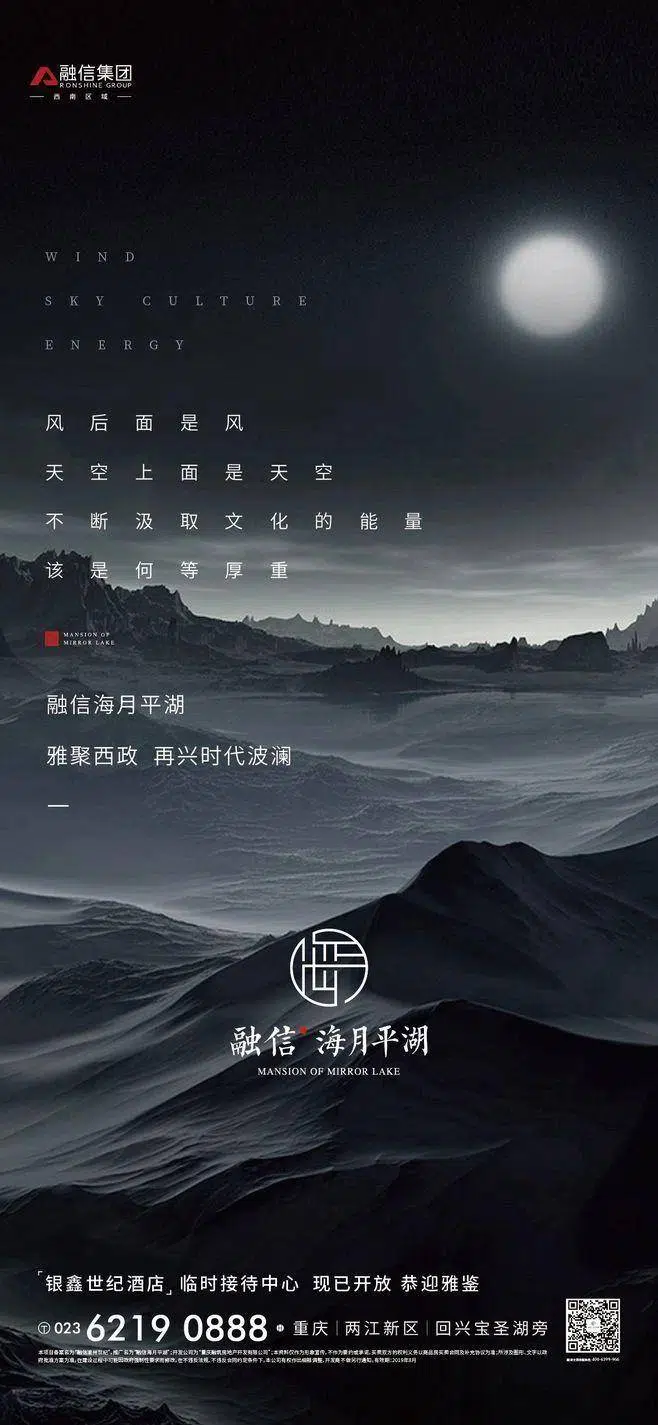 融信集团
RONSHINE GROUP
西南区域
WIND
SKY CULTURE
ENERGY
风后面是风
天空上面是天空
不断汲取文化的能量
该是何等厚重
MANSION OF
MIRROR LAKE
融信海月平湖
雅聚西政 再兴时代波澜
融信 海月平湖
MANSION OF MIRROR LAKE
「银鑫世纪酒店」临时接待中心 现已开放 恭迎雅鉴
023 6219 0888 重庆|两江新区|回兴宝圣湖旁